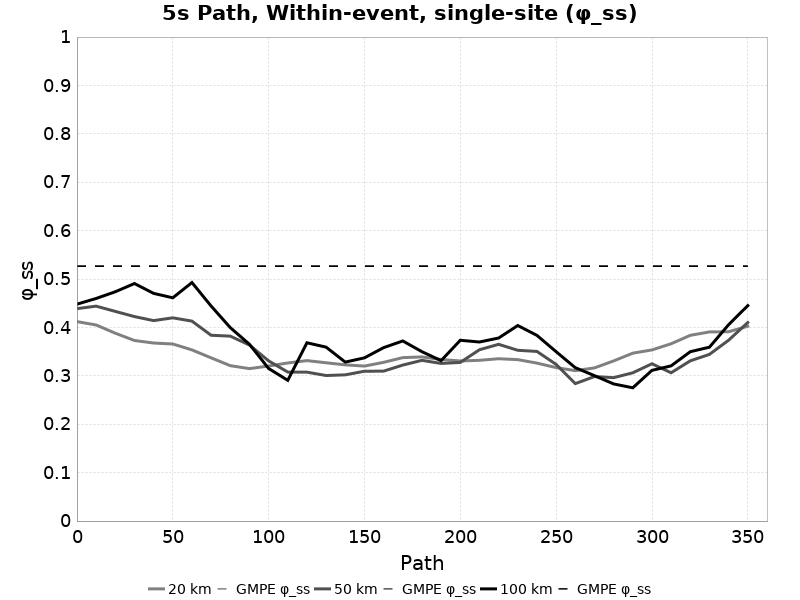 5s Path, Within-event, single-site (φ_ss)
1
0.9
0.8
0.7
0.6
0.5
0.4
0.3
0.2
0.1
0
φ_ss
0 50 100 150 200 250 300 350
Path
20 km GMPE φ_ss 50 km GMPE φ_ss 100 km GMPE φ_ss